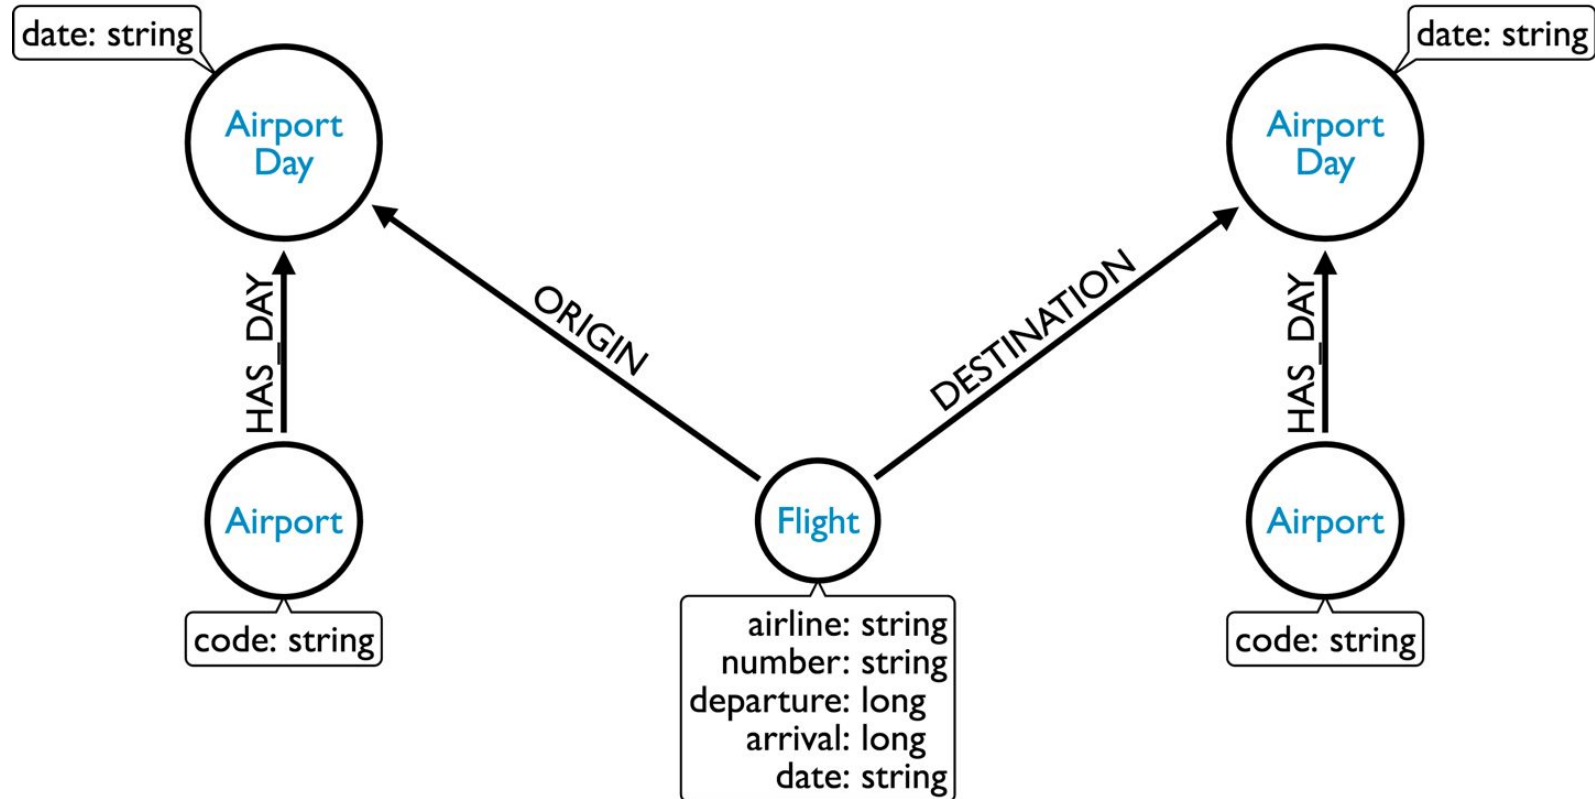 date: string
date: string
Airport
Day
Airport
Day
HAS_DAY
ORIGIN
DESTINATION
HAS_DAY
Airport
Flight
Airport
code: string
airline: string
number: string
departure: long
arrival: long
date: string
code: string